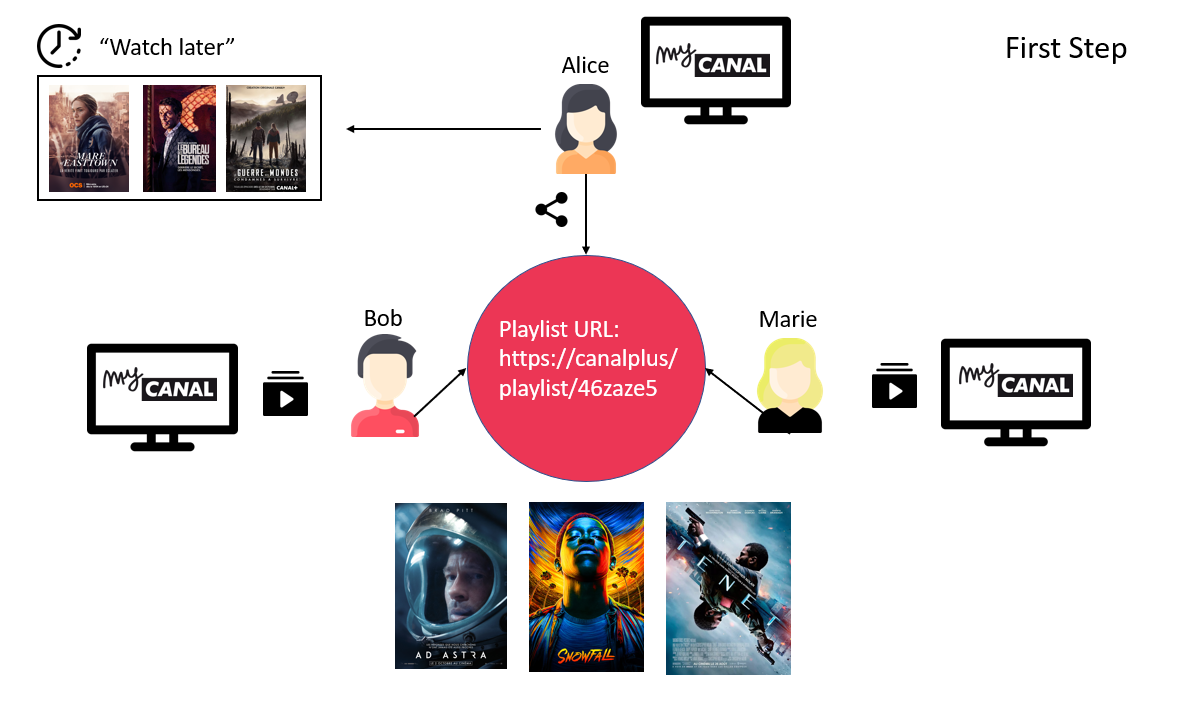 “Watch later”
Alice
my CANAL
First Step
MARE
EASTTOWN
OCS
LE BUREAU
DES
LÉGENDES
CRÉATION ORIGINALE CANAL+
LA
GUERRE DES MONDES
CANAL+
Bob
Marie
my CANAL
Playlist URL:
https://canalplus/
playlist/46zaze5
my CANAL
BRAD PITT
AD ASTRA
SNOWFALL
TENET